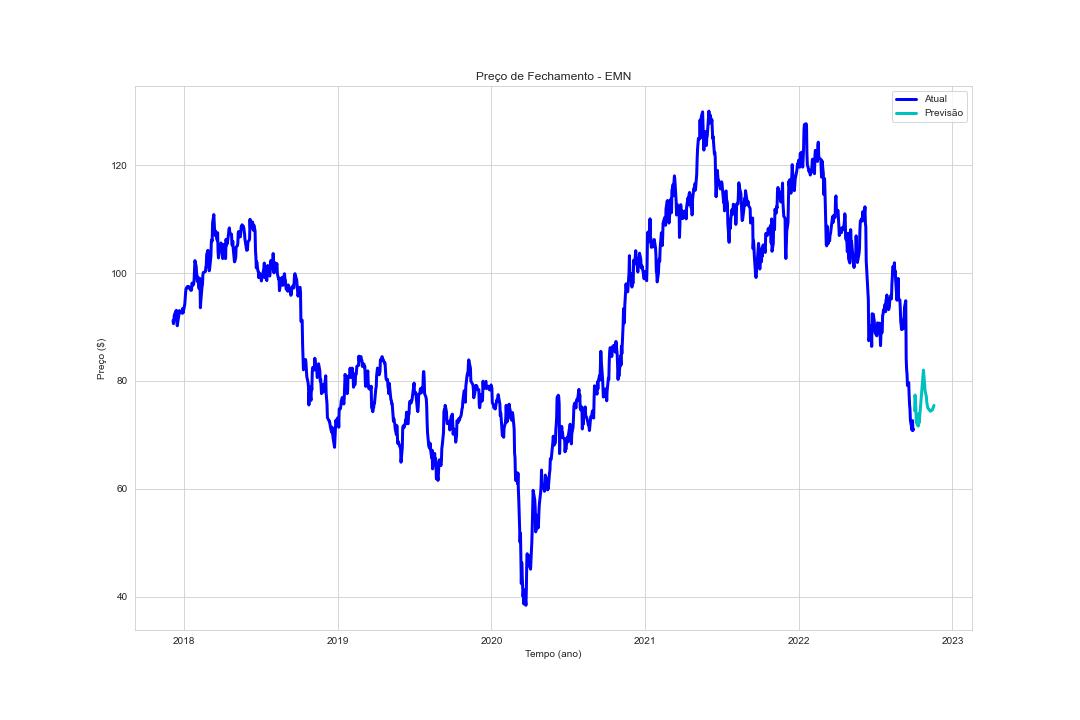 Preço de Fechamento - EMN
Atual
Previsão
120
100
80
60
40
Preço ($)
2018 2019 2020 2021 2022 2023
Tempo (ano)